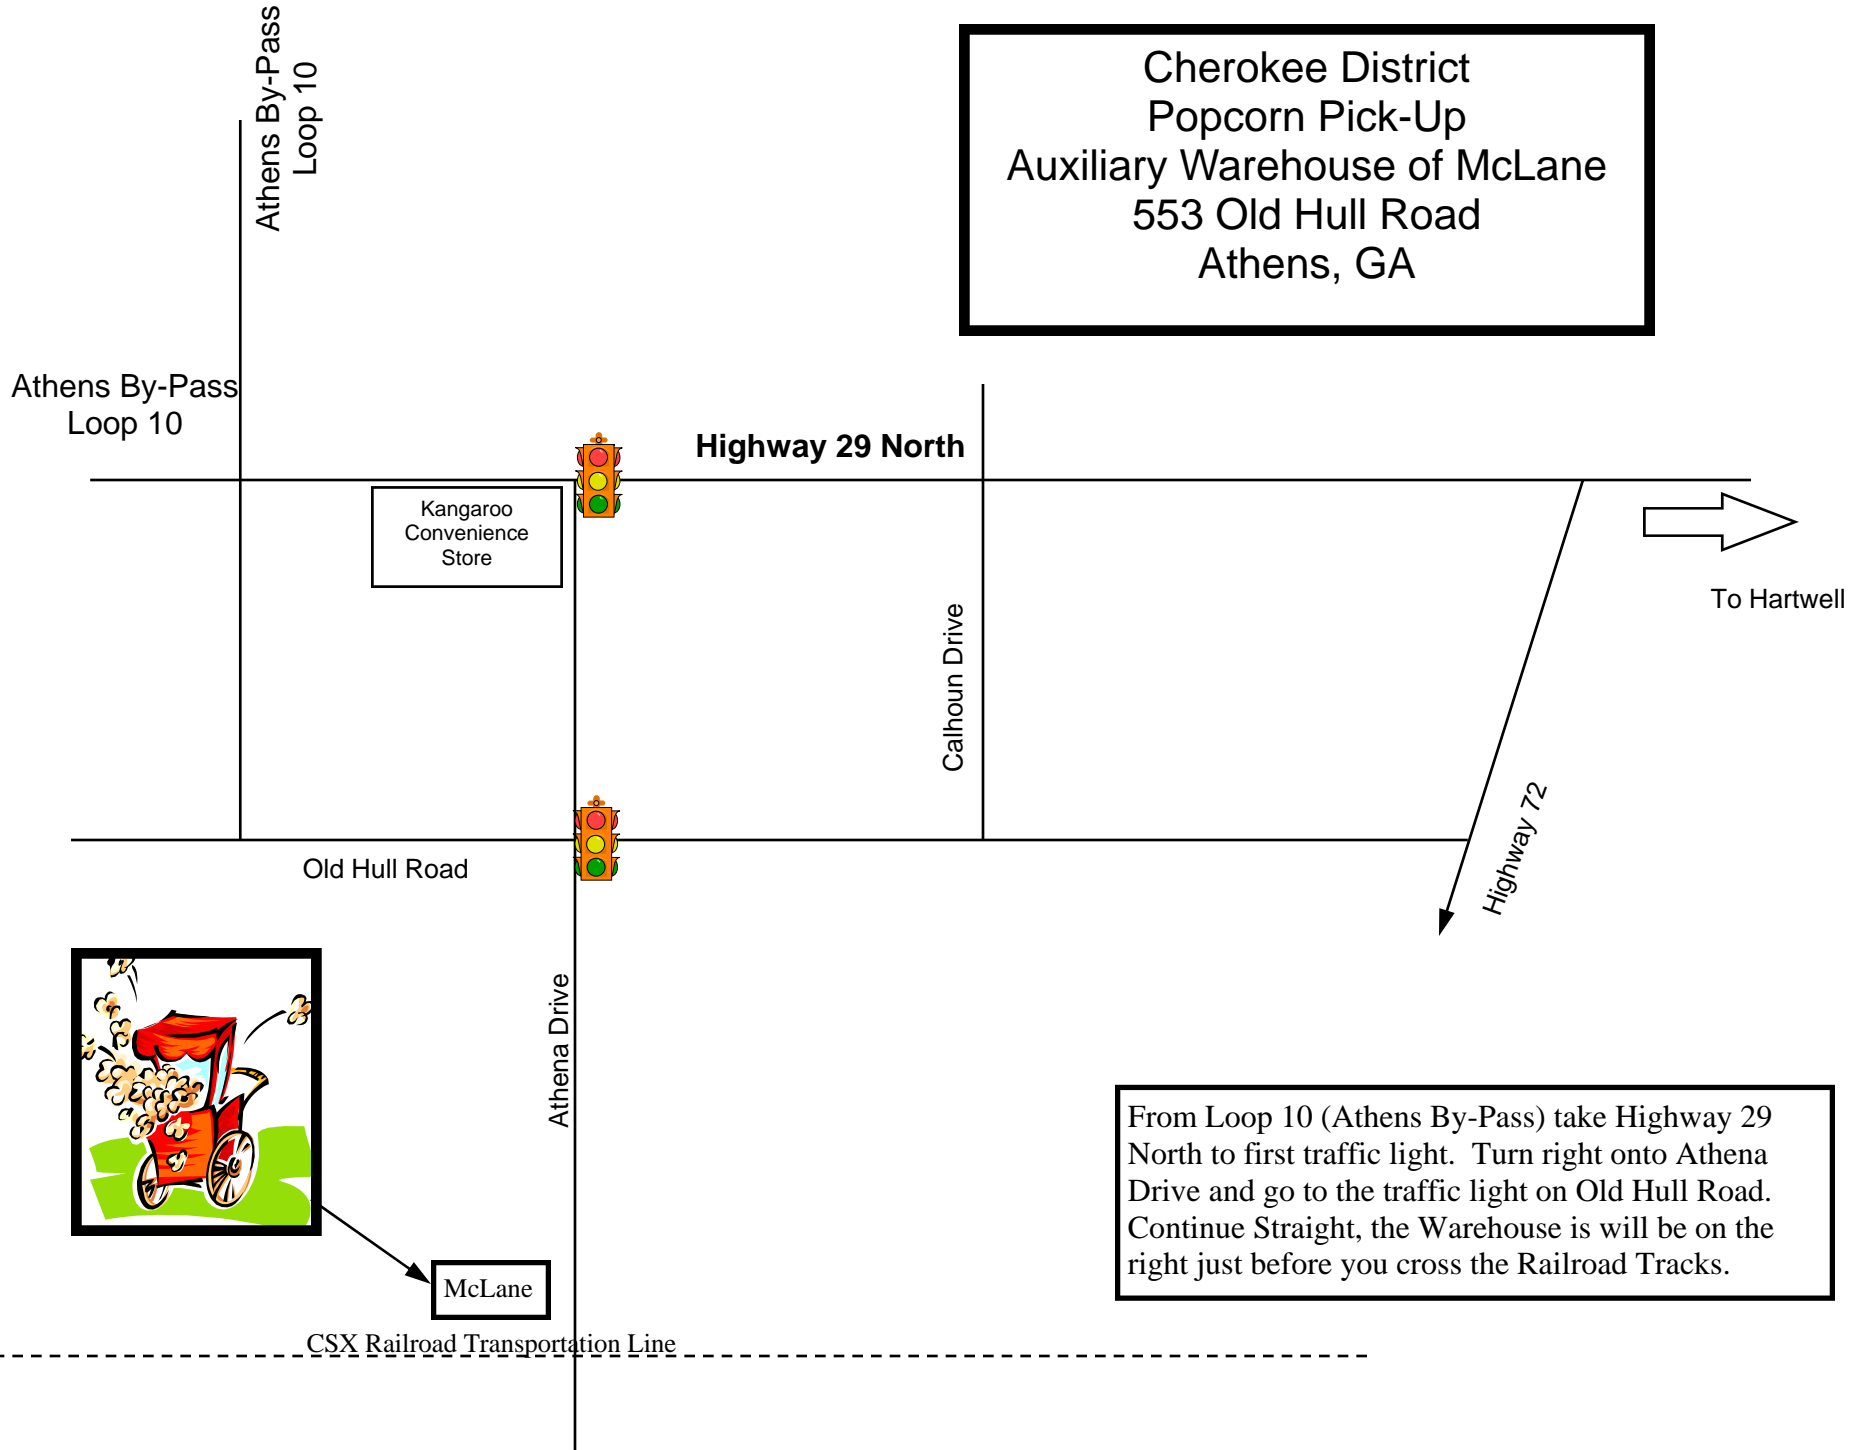 Athens By-Pass
Loop 10
Cherokee District
Popcorn Pick-Up
Auxiliary Warehouse of McLane
553 Old Hull Road
Athens, GA
Athens By-Pass
Loop 10
Highway 29 North
Kangaroo
Convenience
Store
To Hartwell
Calhoun Drive
Highway 72
Old Hull Road
Athena Drive
From Loop 10 (Athens By-Pass) take Highway 29
North to first traffic light.  Turn right onto Athena
Drive and go to the traffic light on Old Hull Road.
Continue Straight, the Warehouse is will be on the
right just before you cross the Railroad Tracks.
McLane
CSX Railroad Transportation Line